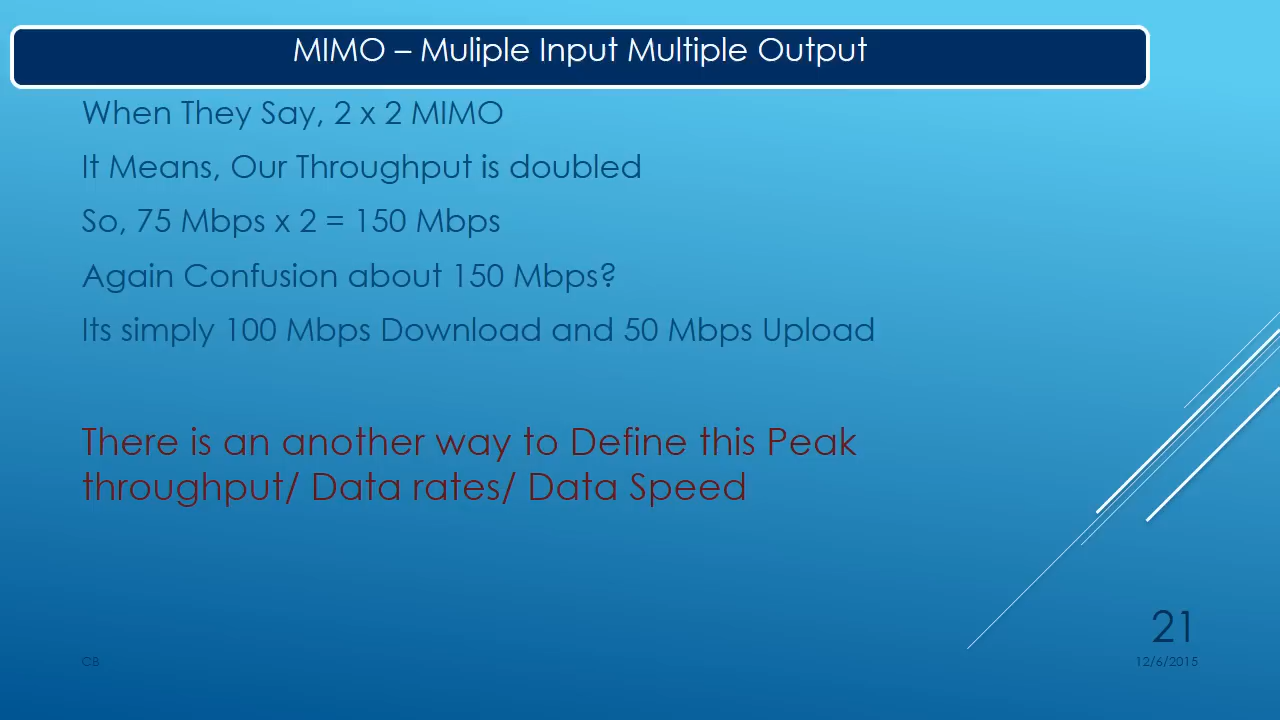 MIMO – Muliple Input Multiple Output
When They Say, 2 x 2 MIMO
It Means, Our Throughput is doubled
So, 75 Mbps x 2 = 150 Mbps
Again Confusion about 150 Mbps?
Its simply 100 Mbps Download and 50 Mbps Upload
There is an another way to Define this Peak
throughput/ Data rates/ Data Speed
21
CB
12/6/2015